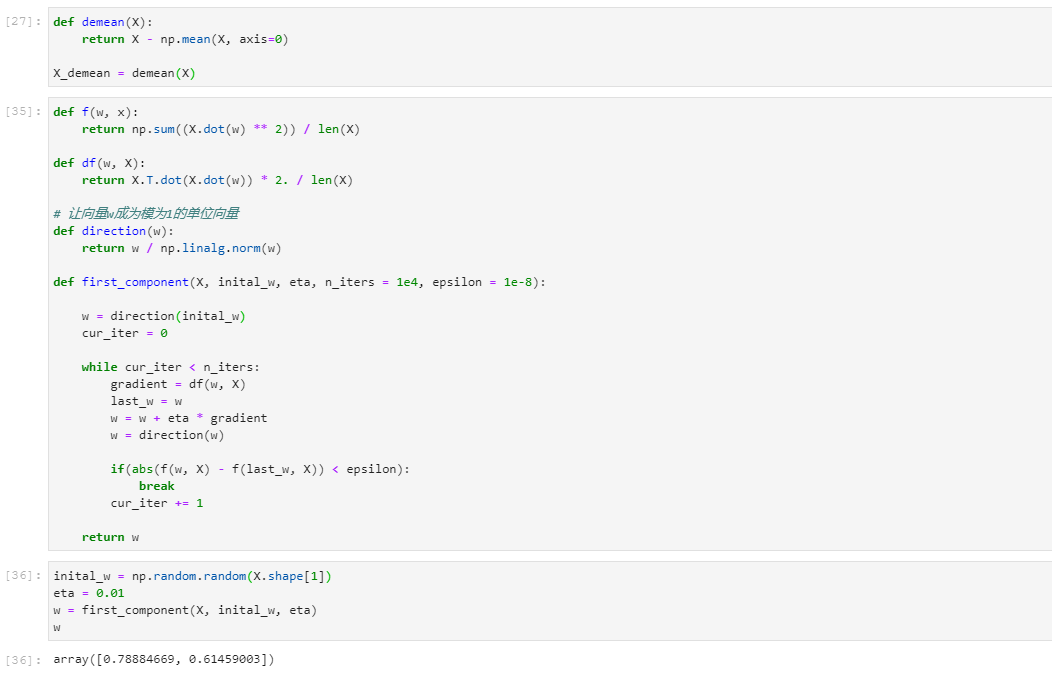 [27]: def demean(X):
    return X - np.mean(X, axis=0)
X_demean = demean(X)
[35]: def f(w, x):
    return np.sum((X.dot(w) ** 2)) / len(X)
def df(w, X):
    return X.T.dot(X.dot(w)) * 2. / len(X)
# 让向量w成为模为1的单位向量
def direction(w):
    return w / np.linalg.norm(w)
def first_component(X, inital_w, eta, n_iters = 1e4, epsilon = 1e-8):
    w = direction(inital_w)
    cur_iter = 0
    while cur_iter < n_iters:
        gradient = df(w, X)
        last_w = w
        w = w + eta * gradient
        w = direction(w)
        if(abs(f(w, X) - f(last_w, X)) < epsilon):
            break
        cur_iter += 1
    return w
[36]: inital_w = np.random.random(X.shape[1])
eta = 0.01
w = first_component(X, inital_w, eta)
w
[36]: array([0.78884669, 0.61459003])